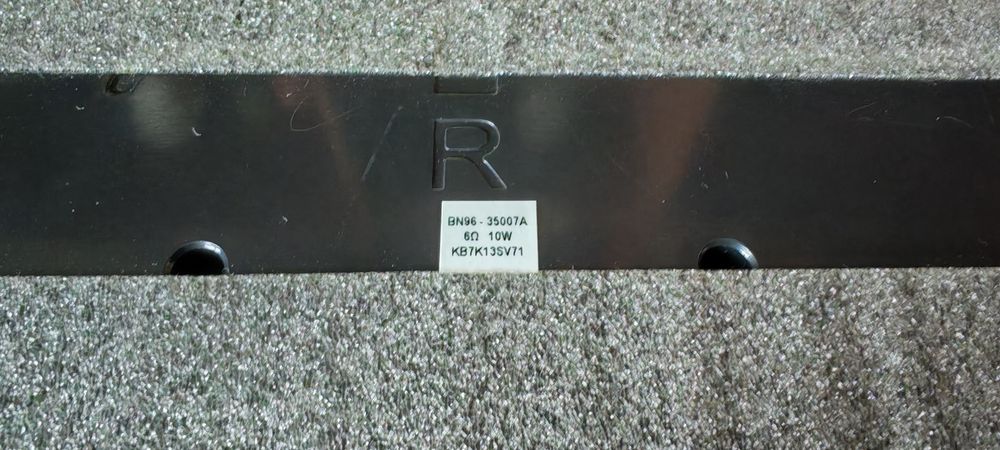 R
BN96 - 35007A
6Ω 10W
KB7K13SV71